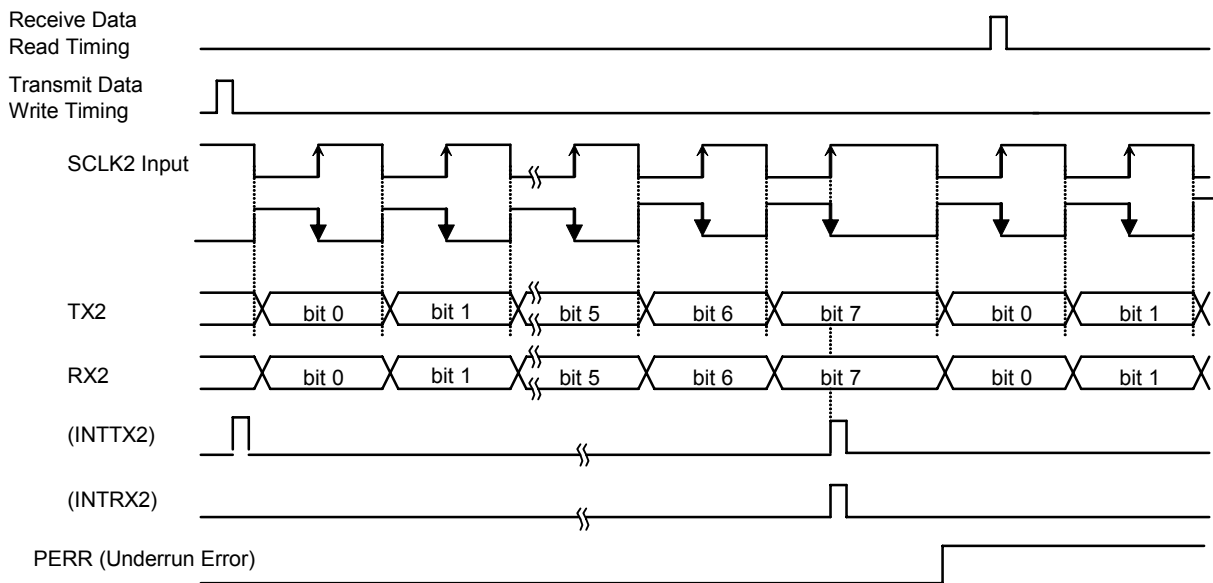 Receive Data
Read Timing
Transmit Data
Write Timing
SCLK2 Input
TX2
bit 0 bit 1 bit 5 bit 6 bit 7 bit 0 bit 1
RX2
bit 0 bit 1 bit 5 bit 6 bit 7 bit 0 bit 1
(INTTX2)
(INTRX2)
PERR (Underrun Error)